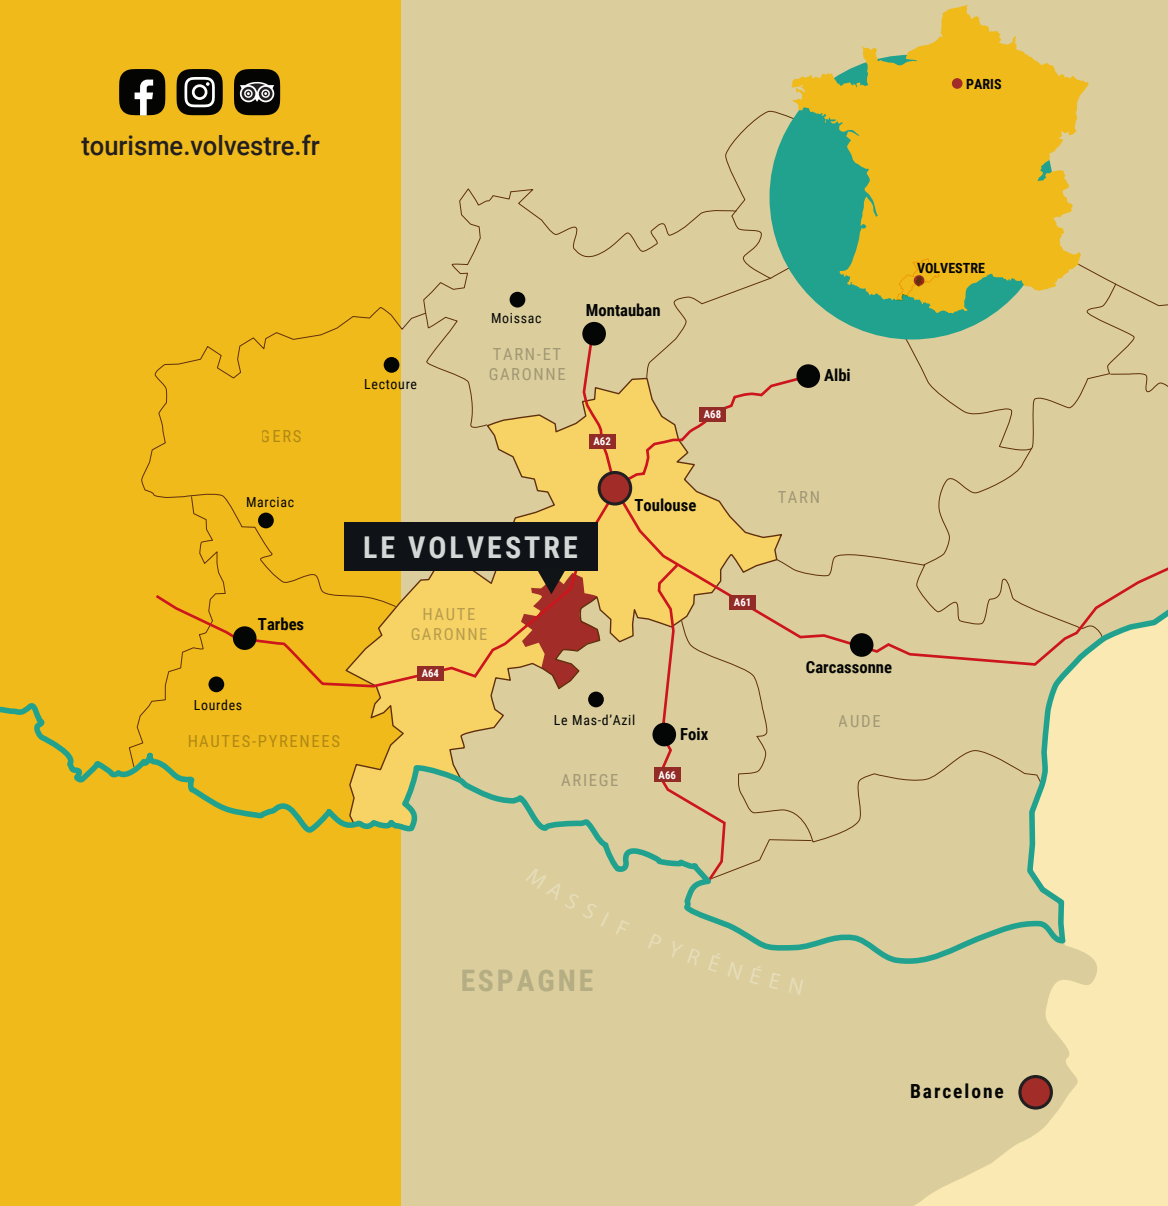 tourisme.volvestre.fr
PARIS
VOLVESTRE
Moissac
Montauban
TARN-ET
GARONNE
Lectoure
Albi
A68
GERS
A62
Marciac
Toulouse
TARN
LE VOLVESTRE
A61
HAUTE
GARONNE
Tarbes
Carcassonne
A64
Lourdes
Le Mas-d'Azil
HAUTES-PYRENEES
Foix
AUDE
ARIEGE
A66
MASSIF PYRÉNÉEN
ESPAGNE
Barcelone